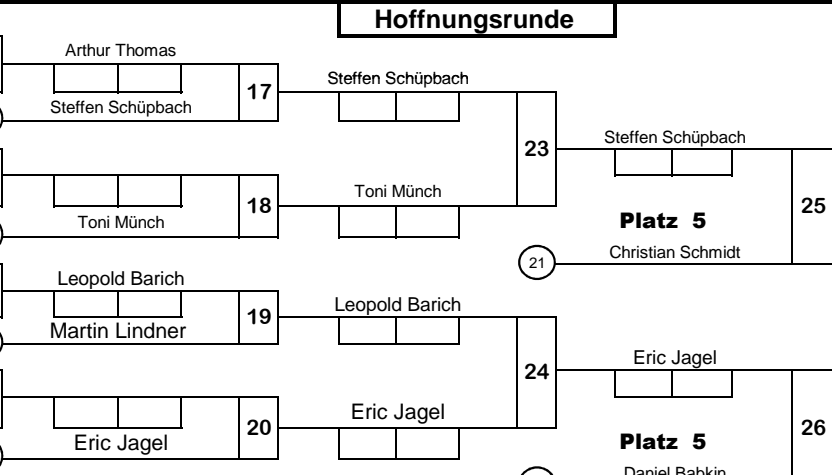 Hoffnungsrunde
Arthur Thomas
17
Steffen Schüpbach
Steffen Schüpbach
23
Steffen Schüpbach
18
Toni Münch
Toni Münch
Platz 5
25
21
Christian Schmidt
Leopold Barich
19
Martin Lindner
Leopold Barich
24
Eric Jagel
20
Eric Jagel
Eric Jagel
Platz 5
26
Daniel Babkin